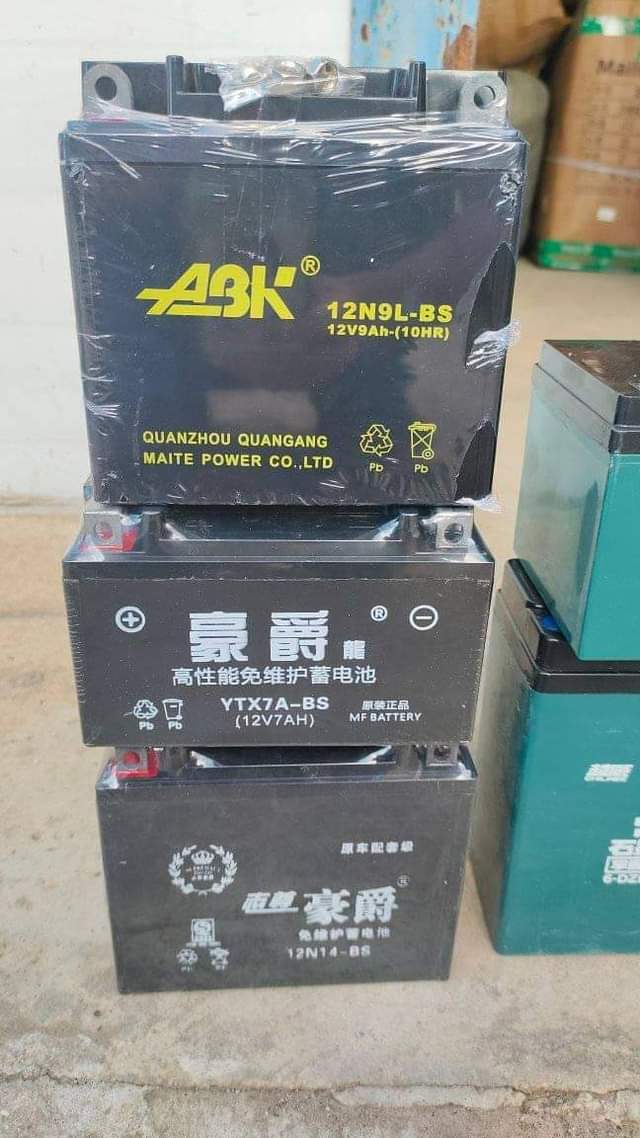 ABK®
12N9L-BS
12V9Ah-(10HR)
QUANZHOU QUANGANG
MAITE POWER CO.,LTD
Pb Pb
豪爵 ®
龍
高性能免维护蓄电池
YTX7A-BS
(12V7AH)
原装正品
MF BATTERY
Pb Pb
原车配套级
豪爵 ®
免维护蓄电池
12N14-BS
Ma